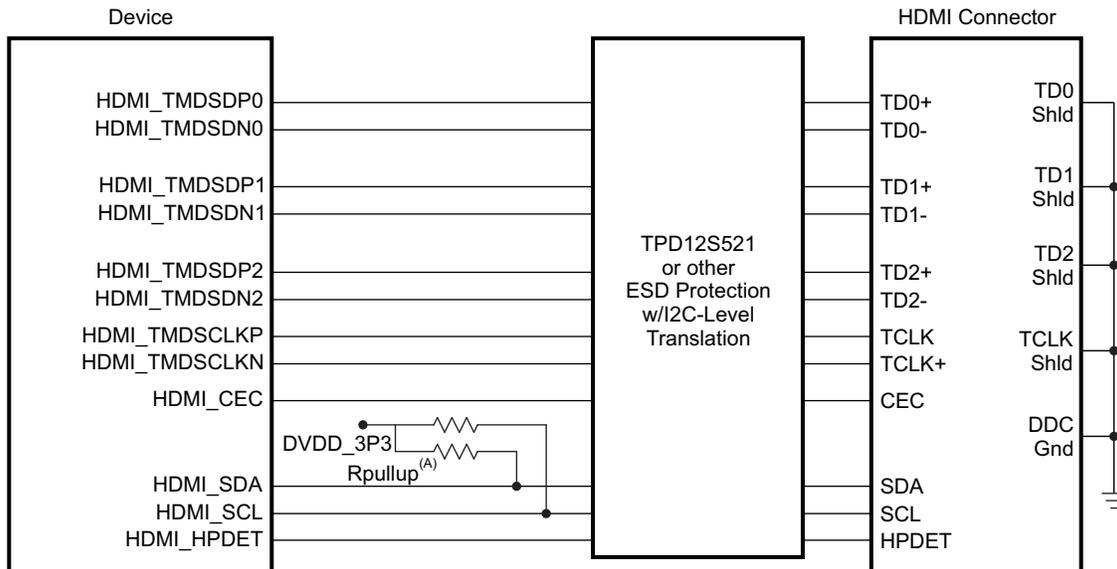 Device
HDMI Connector
HDMI_TMDSDP0
HDMI_TMDSDN0
HDMI_TMDSDP1
HDMI_TMDSDN1
HDMI_TMDSDP2
HDMI_TMDSDN2
HDMI_TMDSCLKP
HDMI_TMDSCLKN
HDMI_CEC
DVDD_3P3
Rpullup(A)
HDMI_SDA
HDMI_SCL
HDMI_HPDET
TPD12S521
or other
ESD Protection
w/I2C-Level
Translation
TD0+
TD0-
TD1+
TD1-
TD2+
TD2-
TCLK
TCLK+
CEC
SDA
SCL
HPDET
TD0
Shld
TD1
Shld
TD2
Shld
TCLK
Shld
DDC
Gnd